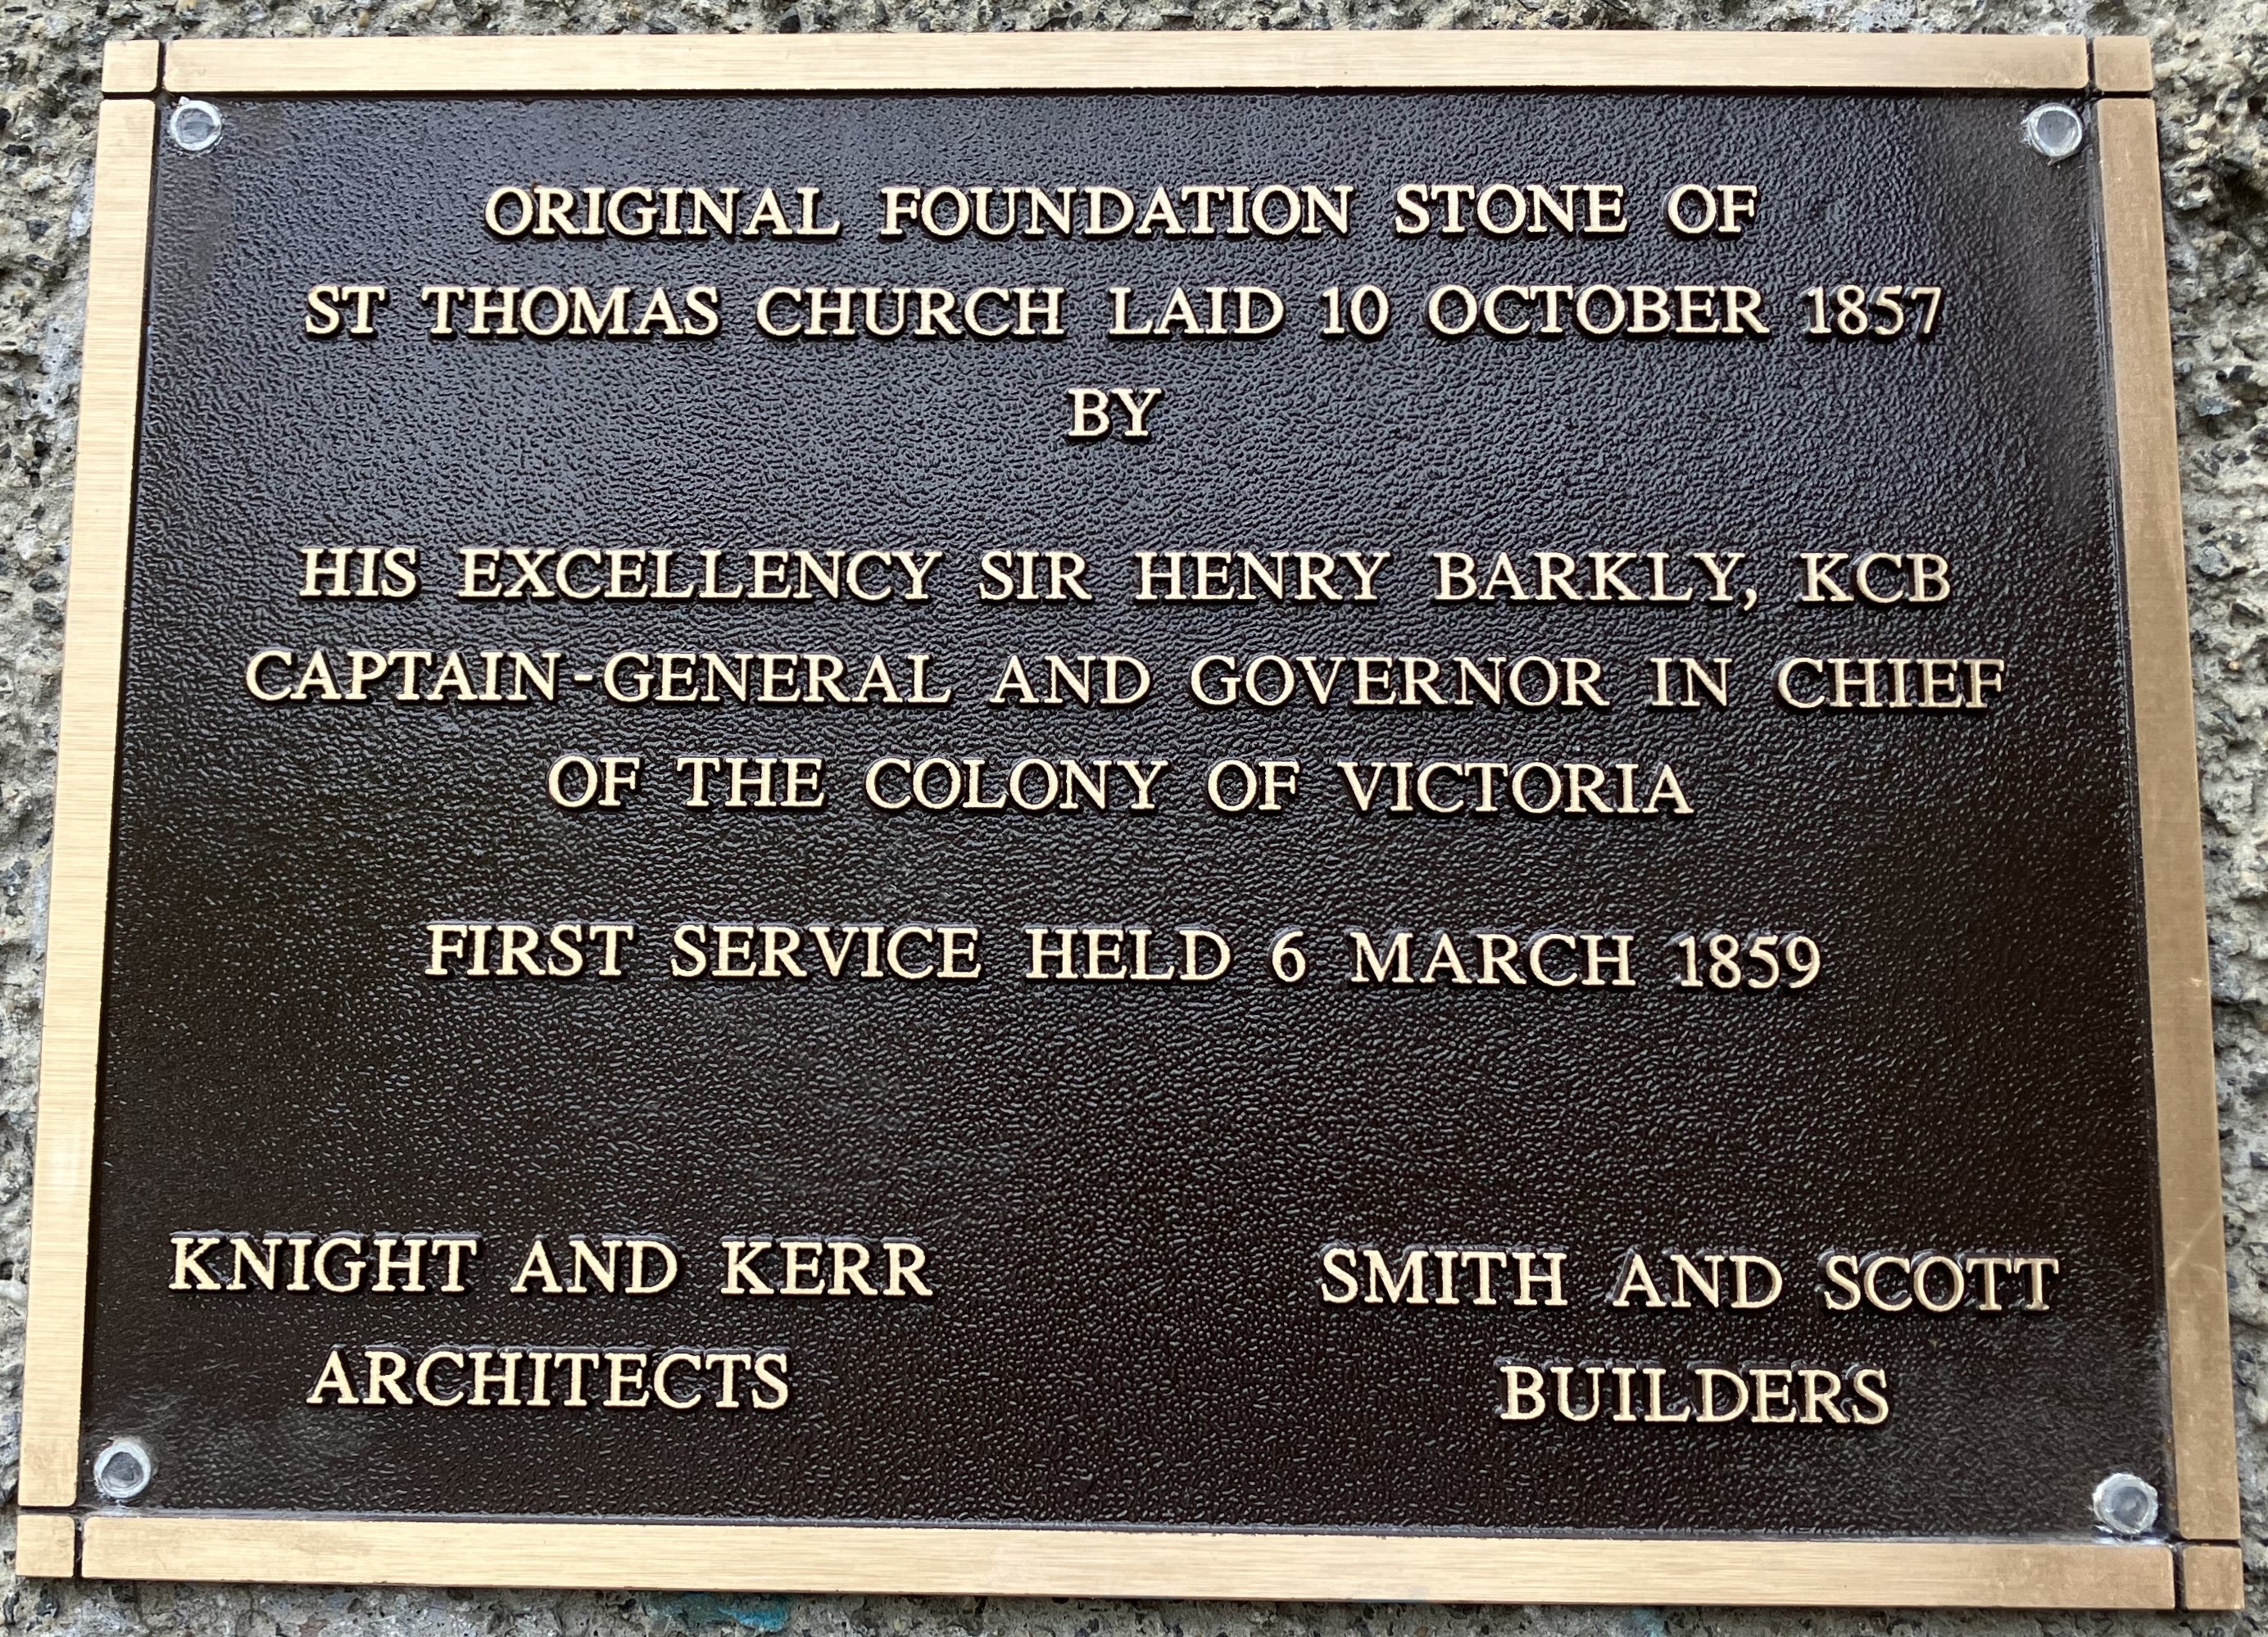 ORIGINAL FOUNDATION STONE OF
ST THOMAS CHURCH LAID 10 OCTOBER 1857
BY
HIS EXCELLENCY SIR HENRY BARKLY, KCB
CAPTAIN-GENERAL AND GOVERNOR IN CHIEF
OF THE COLONY OF VICTORIA
FIRST SERVICE HELD 6 MARCH 1859
KNIGHT AND KERR
ARCHITECTS
SMITH AND SCOTT
BUILDERS